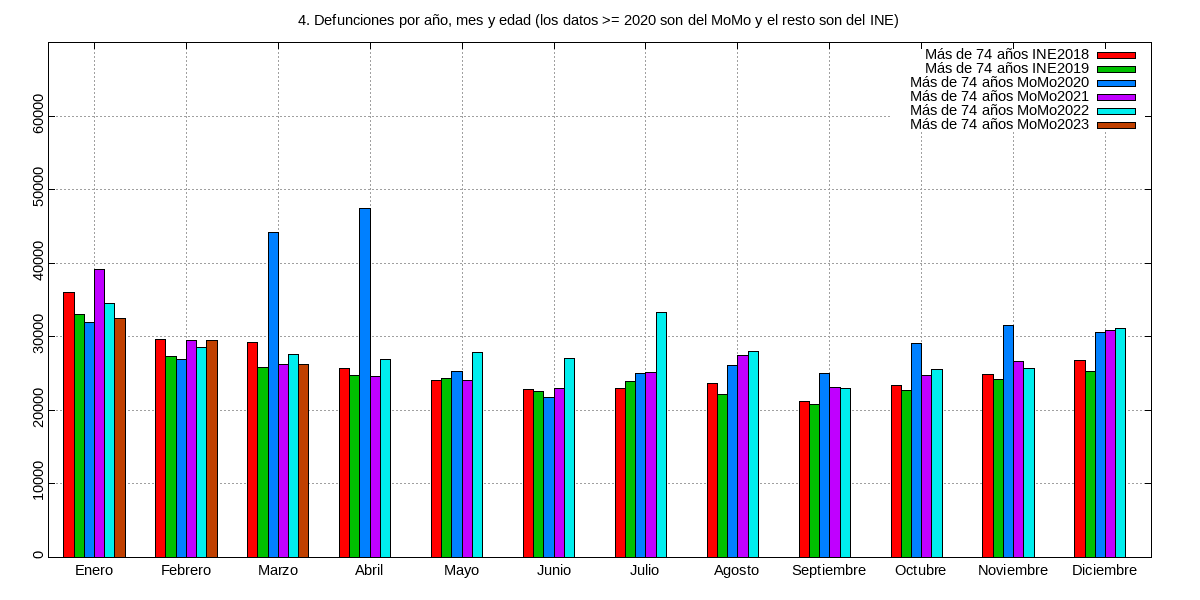 4. Defunciones por año, mes y edad (los datos >= 2020 son del MoMo y el resto son del INE)
Más de 74 años INE2018
Más de 74 años INE2019
Más de 74 años MoMo2020
Más de 74 años MoMo2021
Más de 74 años MoMo2022
Más de 74 años MoMo2023
60000
50000
40000
30000
20000
10000
0
Enero Febrero Marzo Abril Mayo Junio Julio Agosto Septiembre Octubre Noviembre Diciembre